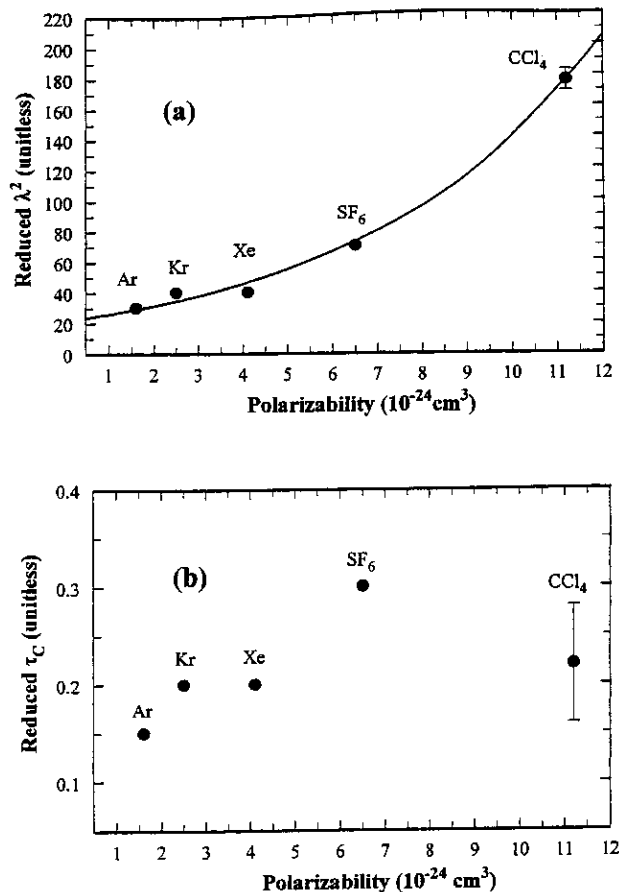 220
200
180
160
140
120
100
80
60
40
20
0
Reduced λ² (unitless)
(a)
Ar
Kr
Xe
SF₆
CCl₄
1 2 3 4 5 6 7 8 9 10 11 12
Polarizability (10⁻²⁴cm³)
0.4
0.3
0.2
0.1
Reduced τ_C (unitless)
(b)
Ar
Kr
Xe
SF₆
CCl₄
1 2 3 4 5 6 7 8 9 10 11 12
Polarizability (10⁻²⁴cm³)